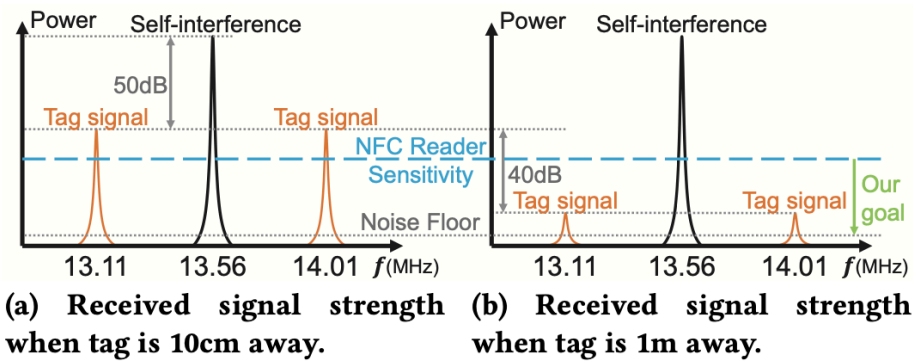 Power
Self-interference
50dB
Tag signal
Tag signal
NFC Reader
Sensitivity
Noise Floor
13.11
13.56
14.01
f(MHz)
(a) Received signal strength
when tag is 10cm away.
Power
Self-interference
40dB
Tag signal
Tag signal
Our
goal
13.11
13.56
14.01
f(MHz)
(b) Received signal strength
when tag is 1m away.